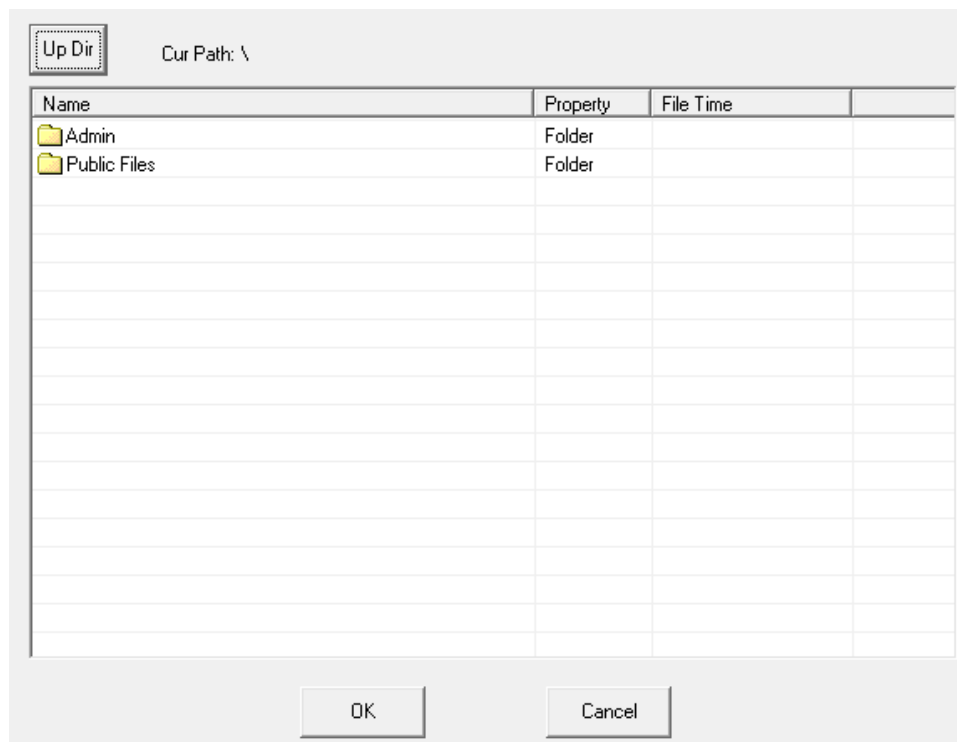 Up Dir Cur Path: \
Name Property File Time
Admin Folder
Public Files Folder
OK Cancel